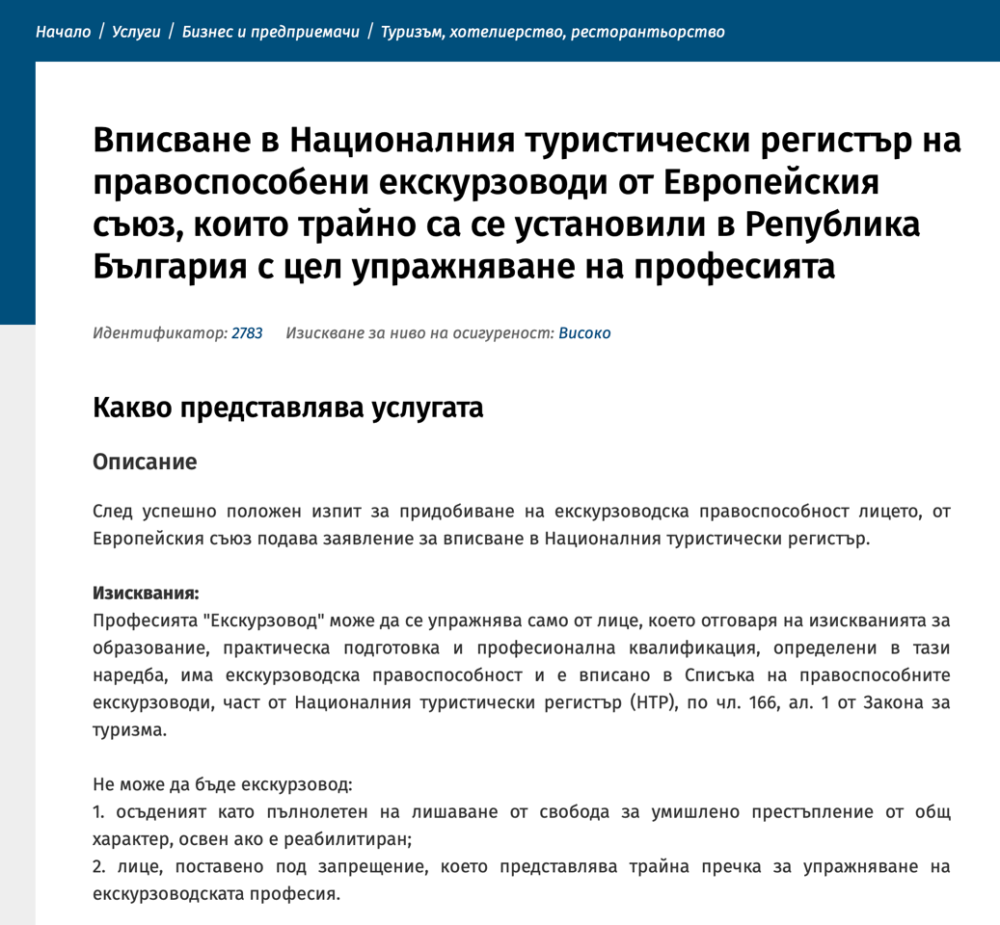 Начало / Услуги / Бизнес и предприемачи / Туризъм, хотелиерство, ресторантьорство
Вписване в Националния туристически регистър на
правоспособени екскурзоводи от Европейския
съюз, които трайно са се установили в Република
България с цел упражняване на професията
Идентификатор: 2783 Изискване за ниво на осигуреност: Високо
Какво представлява услугата
Описание
След успешно положен изпит за придобиване на екскурзоводска правоспособност лицето, от
Европейския съюз подава заявление за вписване в Националния туристически регистър.
Изисквания:
Професията "Екскурзовод" може да се упражнява само от лице, което отговаря на изискванията за
образование, практическа подготовка и професионална квалификация, определени в тази
наредба, има екскурзоводска правоспособност и е вписано в Списъка на правоспособните
екскурзоводи, част от Националния туристически регистър (НТР), по чл. 166, ал. 1 от Закона за
туризма.
Не може да бъде екскурзовод:
1. осъденият като пълнолетен на лишаване от свобода за умишлено престъпление от общ
характер, освен ако е реабилитиран;
2. лице, поставено под запрещение, което представлява трайна пречка за упражняване на
екскурзоводската професия.